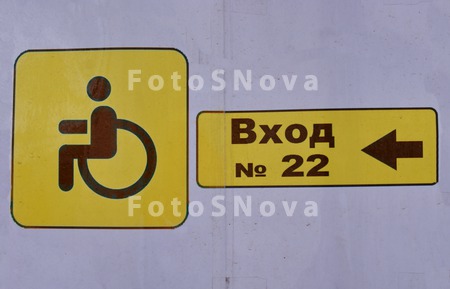 FotoSNova
Вход
№ 22
FotoSNova